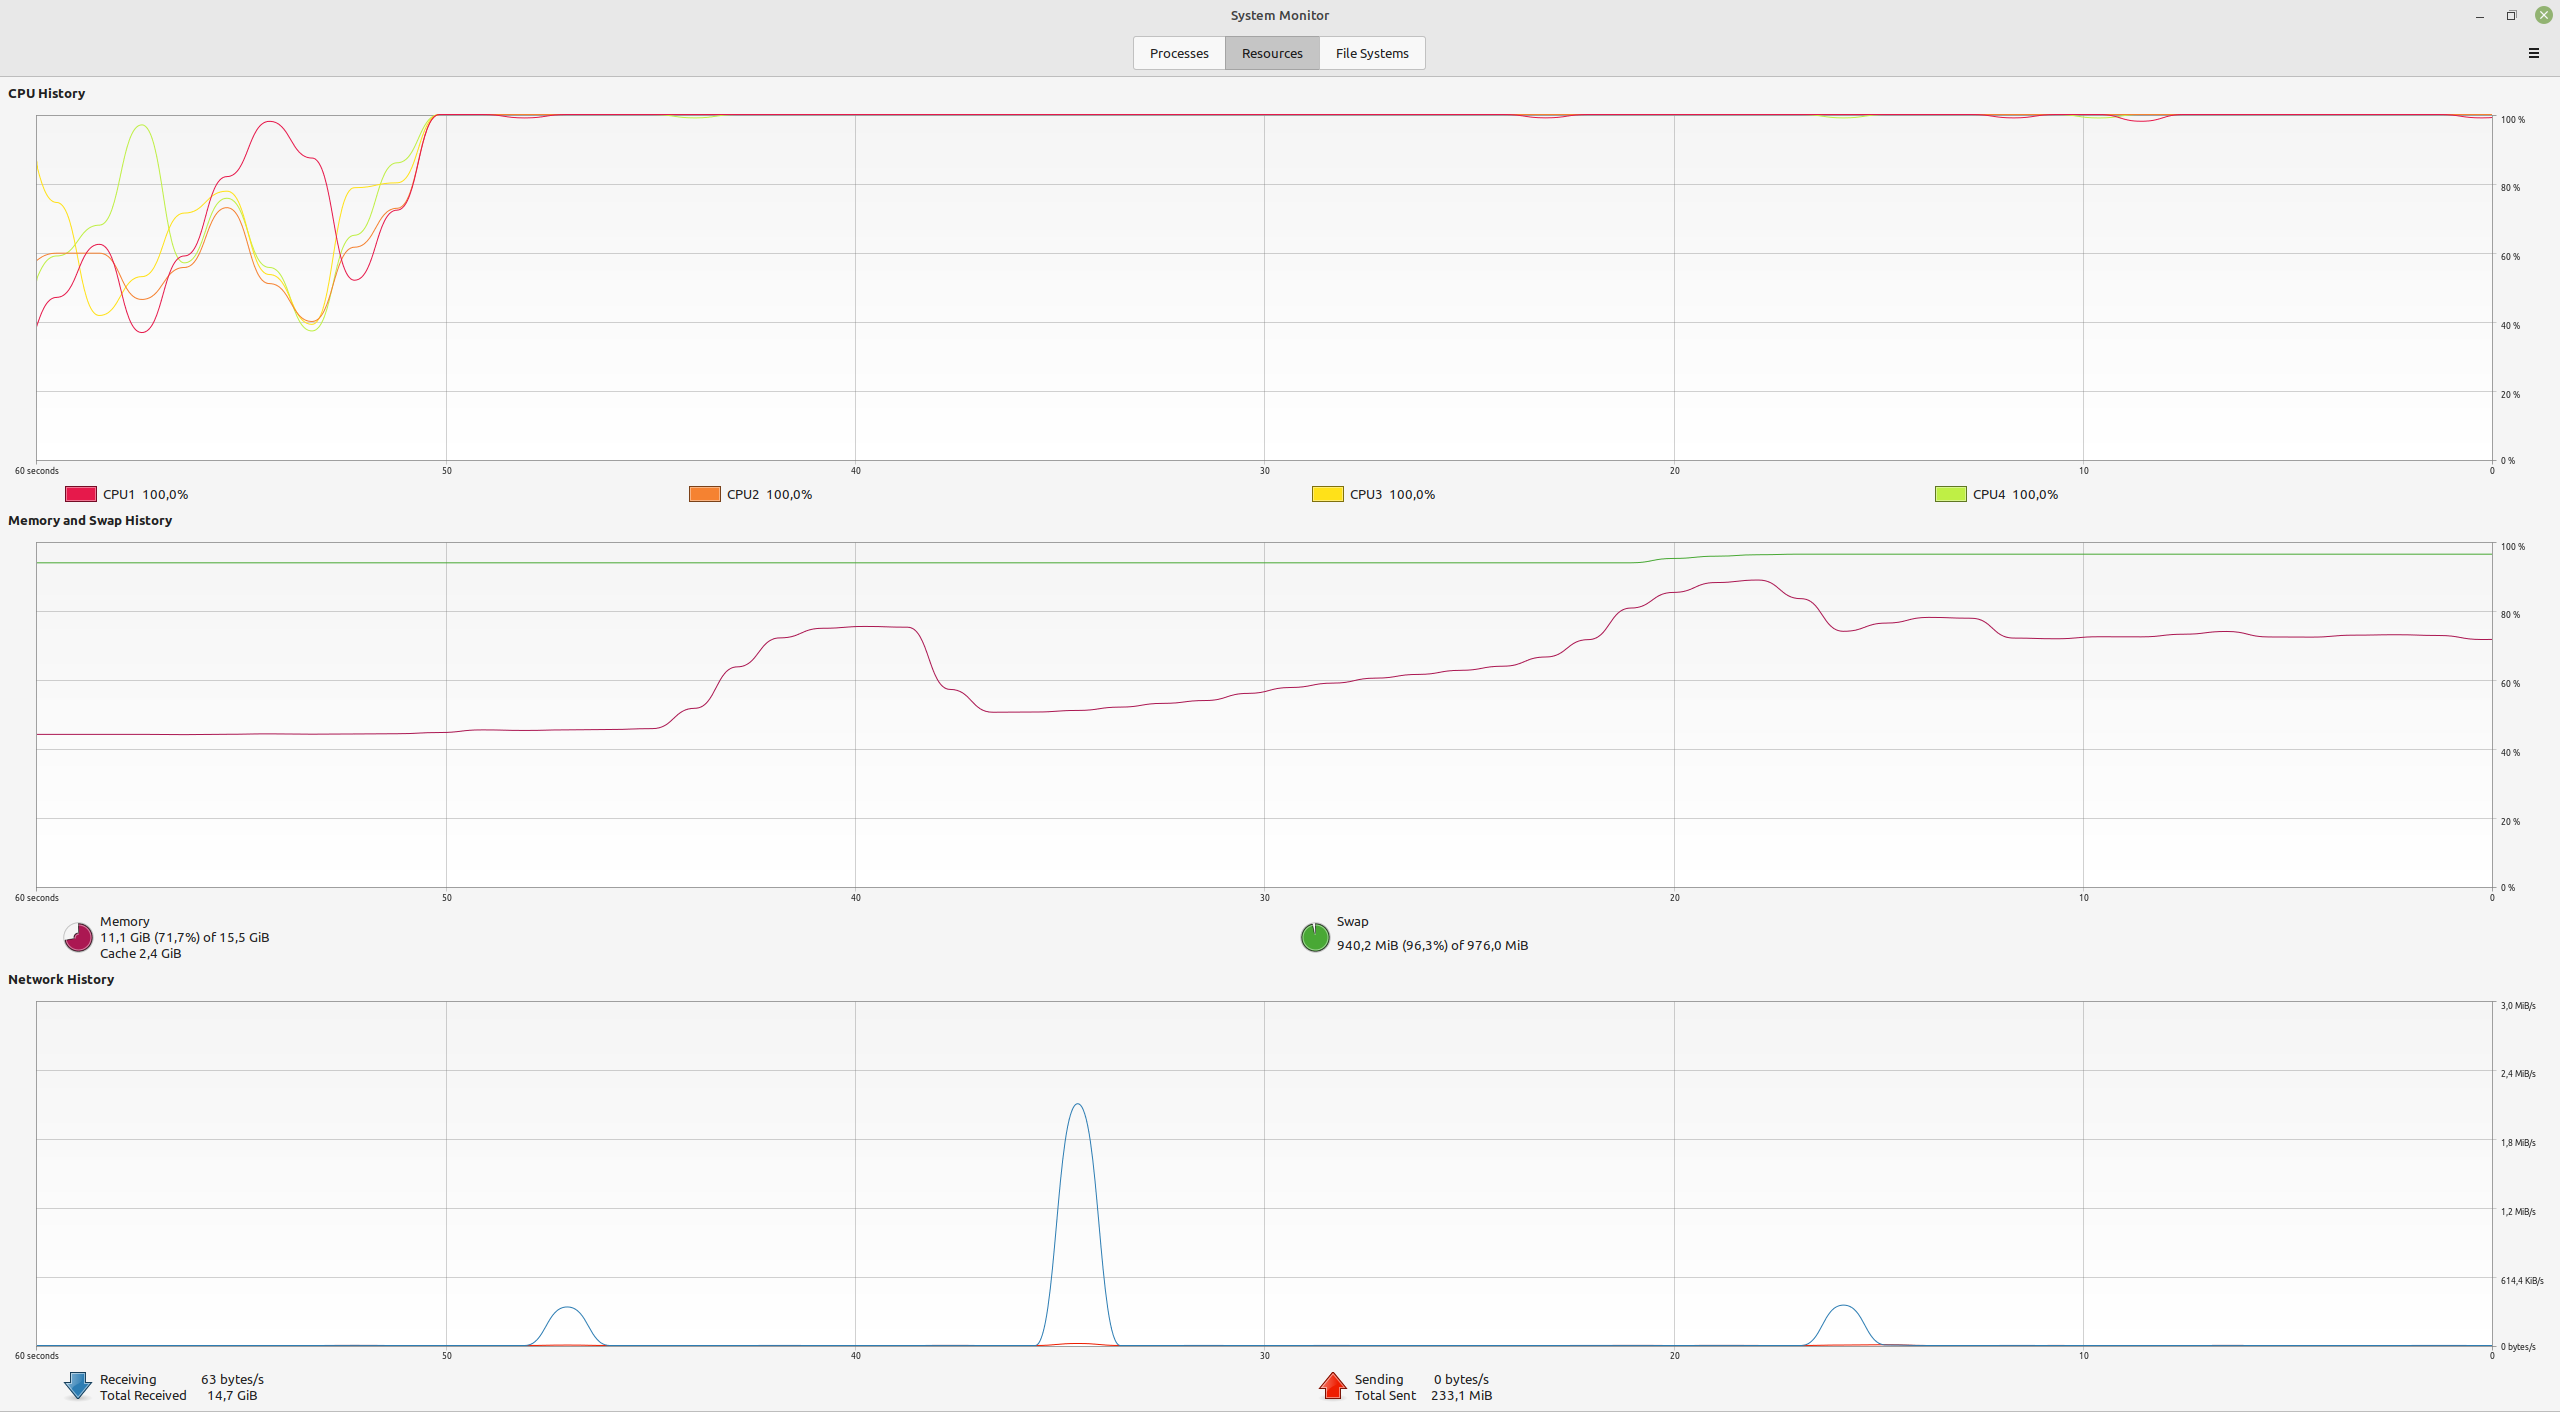 System Monitor
Processes Resources File Systems
CPU History
100 %
80 %
60 %
40 %
20 %
0 %
60 seconds 50 40 30 20 10 0
CPU1 100,0% CPU2 100,0% CPU3 100,0% CPU4 100,0%
Memory and Swap History
100 %
80 %
60 %
40 %
20 %
0 %
60 seconds 50 40 30 20 10 0
Memory
11,1 GiB (71,7%) of 15,5 GiB
Cache 2,4 GiB
Swap
940,2 MiB (96,3%) of 976,0 MiB
Network History
3,0 MiB/s
2,4 MiB/s
1,8 MiB/s
1,2 MiB/s
614,4 KiB/s
0 bytes/s
60 seconds 50 40 30 20 10 0
Receiving 63 bytes/s
Total Received 14,7 GiB
Sending 0 bytes/s
Total Sent 233,1 MiB